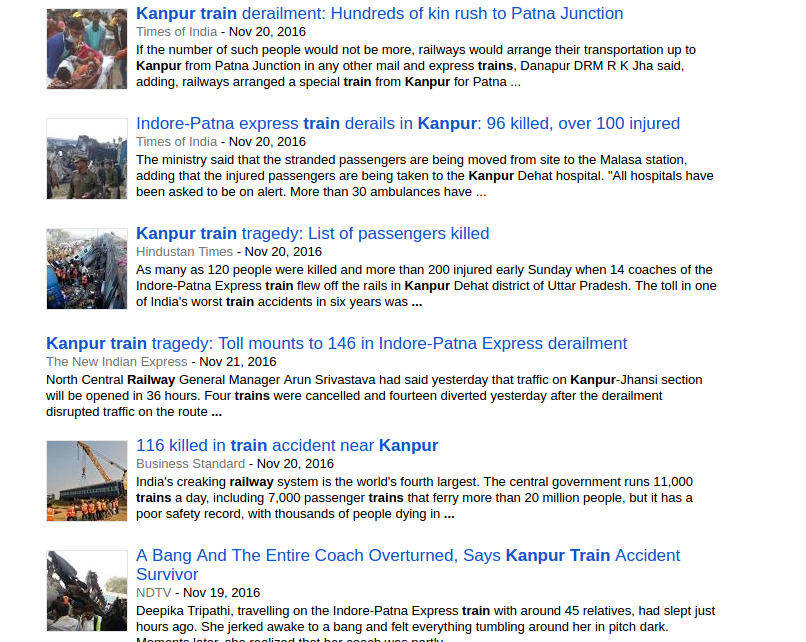 Kanpur train derailment: Hundreds of kin rush to Patna Junction
Times of India - Nov 20, 2016
If the number of such people would not be more, railways would arrange their transportation up to
Kanpur from Patna Junction in any other mail and express trains, Danapur DRM R K Jha said,
adding, railways arranged a special train from Kanpur for Patna ...
Indore-Patna express train derails in Kanpur: 96 killed, over 100 injured
Times of India - Nov 20, 2016
The ministry said that the stranded passengers are being moved from site to the Malasa station,
adding that the injured passengers are being taken to the Kanpur Dehat hospital. "All hospitals have
been asked to be on alert. More than 30 ambulances have ...
Kanpur train tragedy: List of passengers killed
Hindustan Times - Nov 20, 2016
As many as 120 people were killed and more than 200 injured early Sunday when 14 coaches of the
Indore-Patna Express train flew off the rails in Kanpur Dehat district of Uttar Pradesh. The toll in one
of India's worst train accidents in six years was ...
Kanpur train tragedy: Toll mounts to 146 in Indore-Patna Express derailment
The New Indian Express - Nov 21, 2016
North Central Railway General Manager Arun Srivastava had said yesterday that traffic on Kanpur-Jhansi section
will be opened in 36 hours. Four trains were cancelled and fourteen diverted yesterday after the derailment
disrupted traffic on the route ...
116 killed in train accident near Kanpur
Business Standard - Nov 20, 2016
India's creaking railway system is the world's fourth largest. The central government runs 11,000
trains a day, including 7,000 passenger trains that ferry more than 20 million people, but it has a
poor safety record, with thousands of people dying in ...
A Bang And The Entire Coach Overturned, Says Kanpur Train Accident
Survivor
NDTV - Nov 19, 2016
Deepika Tripathi, travelling on the Indore-Patna Express train with around 45 relatives, had slept just
hours ago. She jerked awake to a bang and felt everything tumbling around her in pitch dark.
Moments later, she realized that her coach was partly